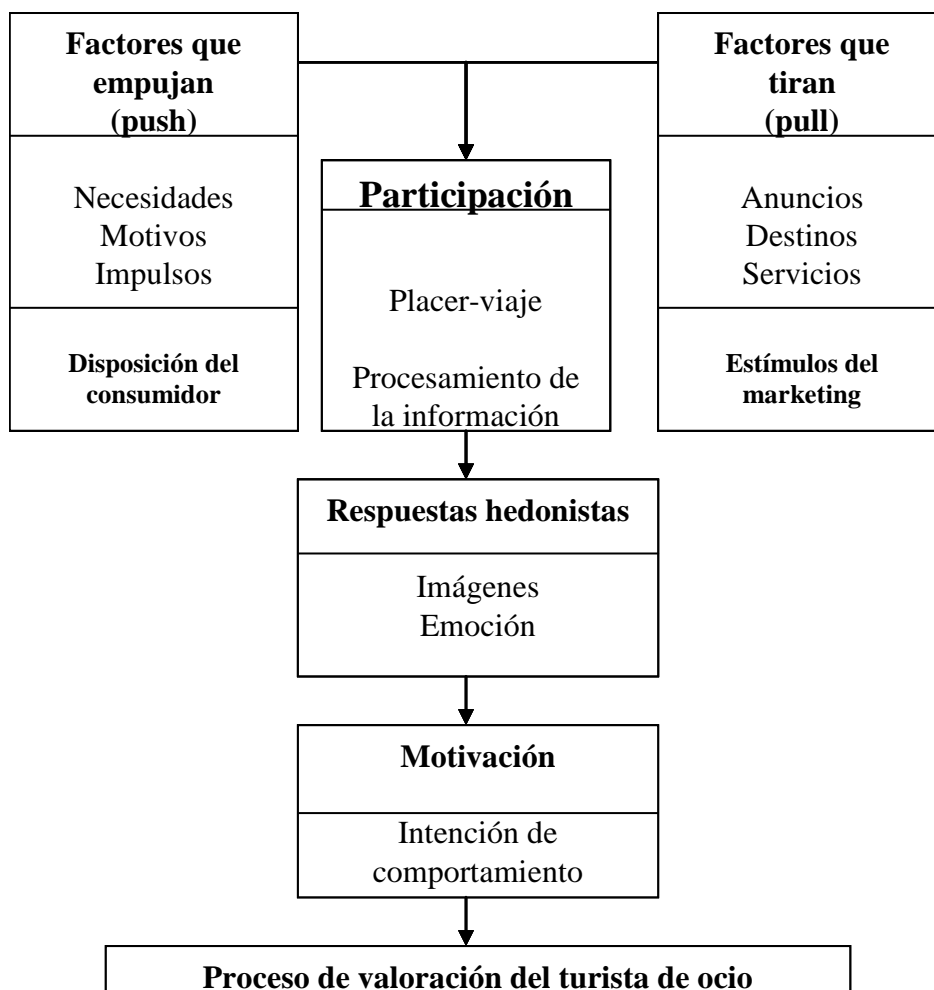 Factores que
empujan
(push)
Necesidades
Motivos
Impulsos
Disposición del
consumidor
Factores que
tiran
(pull)
Anuncios
Destinos
Servicios
Estímulos del
marketing
Participación
Placer-viaje
Procesamiento de
la información
Respuestas hedonistas
Imágenes
Emoción
Motivación
Intención de
comportamiento
Proceso de valoración del turista de ocio